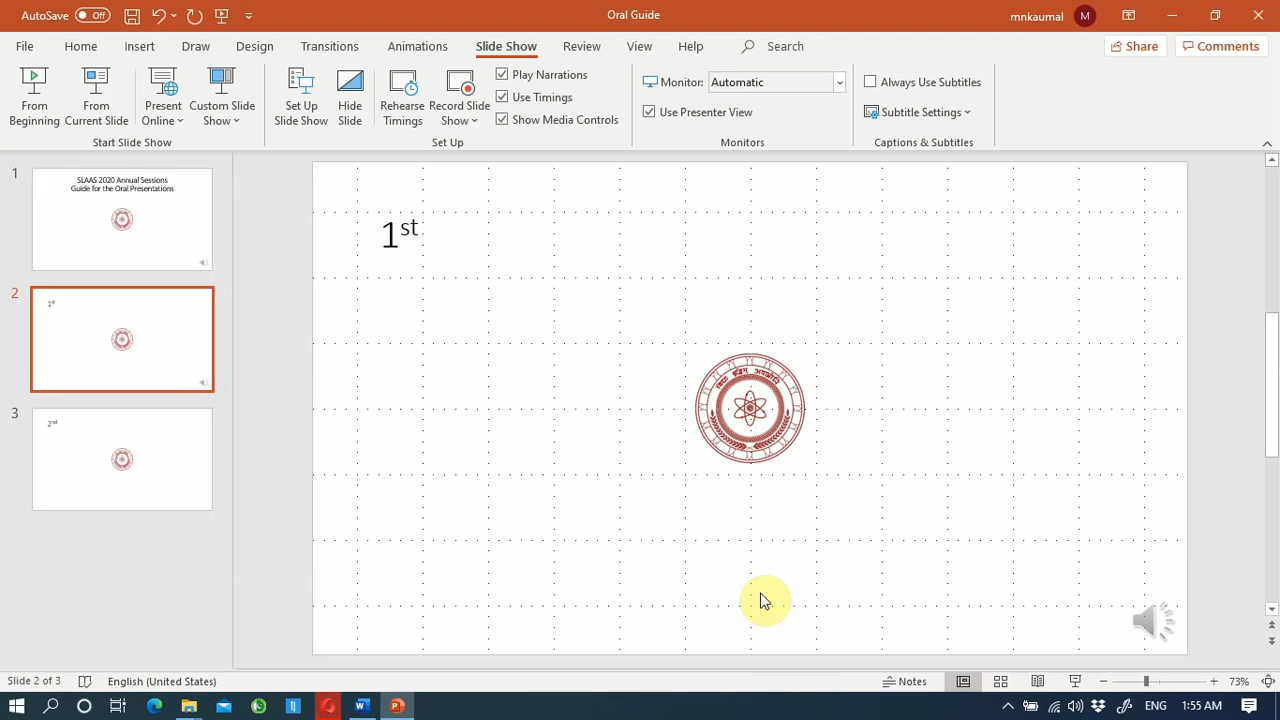 AutoSave Off
Oral Guide
mnkaumal M
File Home Insert Draw Design Transitions Animations Slide Show Review View Help Search
Share Comments
From Beginning
From Current Slide
Present Online
Custom Slide Show
Set Up Slide Show
Hide Slide
Rehearse Timings
Record Slide Show
Play Narrations
Use Timings
Show Media Controls
Monitor: Automatic
Use Presenter View
Always Use Subtitles
Subtitle Settings
Start Slide Show
Set Up
Monitors
Captions & Subtitles
1
SLAAS 2020 Annual Sessions
Guide for the Oral Presentations
2
1st
3
2nd
1st
Slide 2 of 3 English (United States) Notes 73%
ENG 1:55 AM